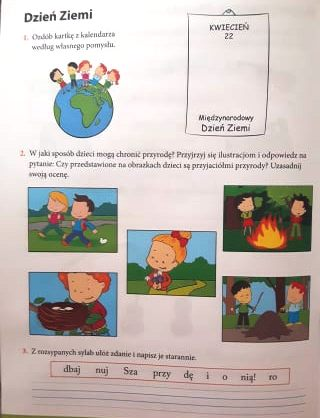 Dzień Ziemi
1. Ozdób kartkę z kalendarza
według własnego pomysłu.
KWIECIEŃ
22
Międzynarodowy
Dzień Ziemi
2. W jaki sposób dzieci mogą chronić przyrodę? Przyjrzyj się ilustracjom i odpowiedz na
pytanie: Czy przedstawione na obrazkach dzieci są przyjaciółmi przyrody? Uzasadnij
swoją ocenę.
3. Z rozsypanych sylab ułóż zdanie i napisz je starannie.
dbaj nuj Sza przy dę i o nią! ro